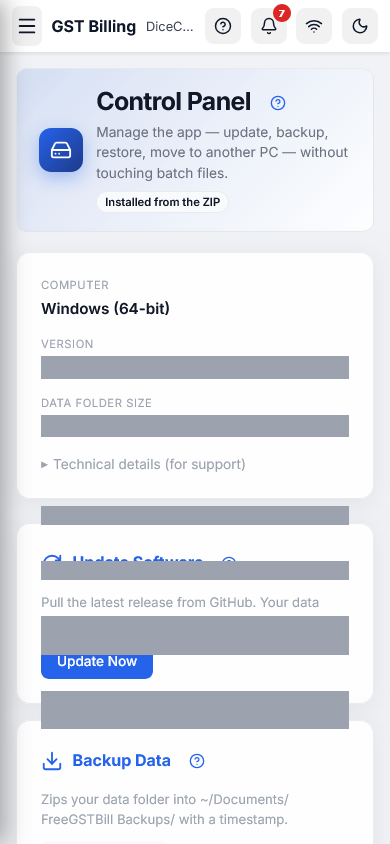 GST Billing DiceC...
7
Control Panel
Manage the app — update, backup,
restore, move to another PC — without
touching batch files.
Installed from the ZIP
COMPUTER
Windows (64-bit)
VERSION
DATA FOLDER SIZE
▸ Technical details (for support)
Update Software
Pull the latest release from GitHub. Your data
Update Now
Backup Data
Zips your data folder into ~/Documents/
FreeGSTBill Backups/ with a timestamp.